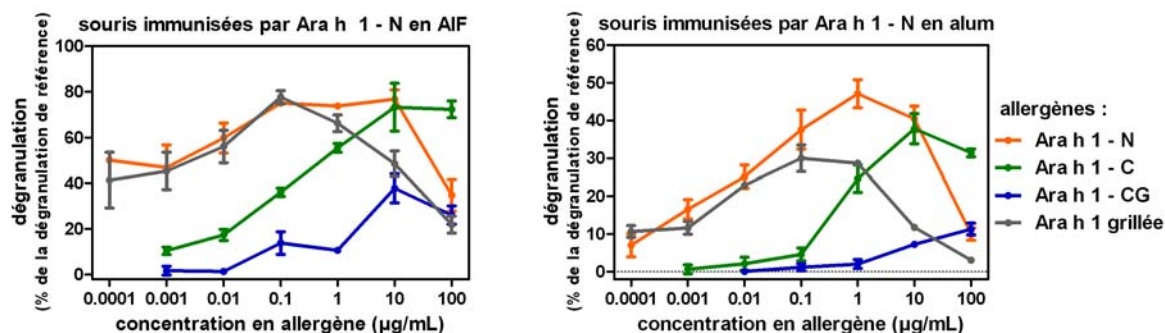 souris immunisées par Ara h 1 - N en AIF
dégranulation
(% de la dégranulation de référence)
100
80
60
40
20
0
0.0001 0.001 0.01 0.1 1 10 100
concentration en allergène (µg/mL)
souris immunisées par Ara h 1 - N en alum
dégranulation
(% de la dégranulation de référence)
60
50
40
30
20
10
0
0.0001 0.001 0.01 0.1 1 10 100
concentration en allergène (µg/mL)
allergènes :
Ara h 1 - N
Ara h 1 - C
Ara h 1 - CG
Ara h 1 grillée